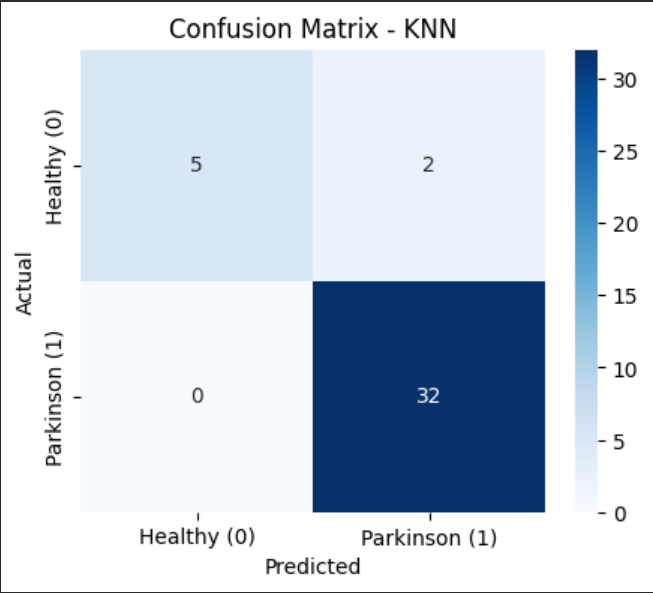 Confusion Matrix - KNN
Actual
Healthy (0)
Parkinson (1)
5
2
0
32
Healthy (0)
Parkinson (1)
Predicted
30
25
20
15
10
5
0